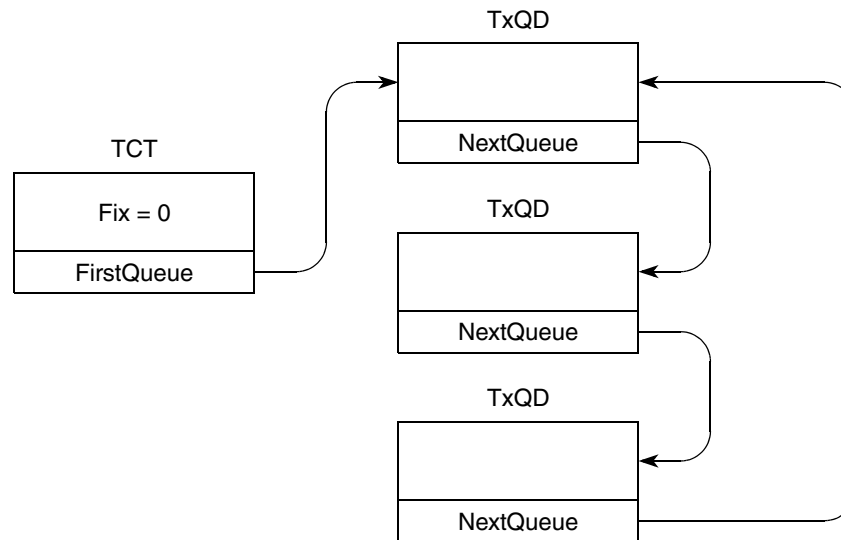 TxQD
NextQueue
TCT
Fix = 0
FirstQueue
TxQD
NextQueue
TxQD
NextQueue